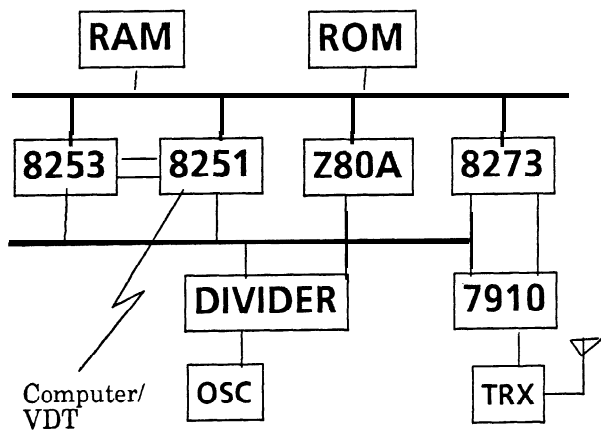 RAM
ROM
8253
8251
Z80A
8273
DIVIDER
7910
OSC
TRX
Computer/
VDT